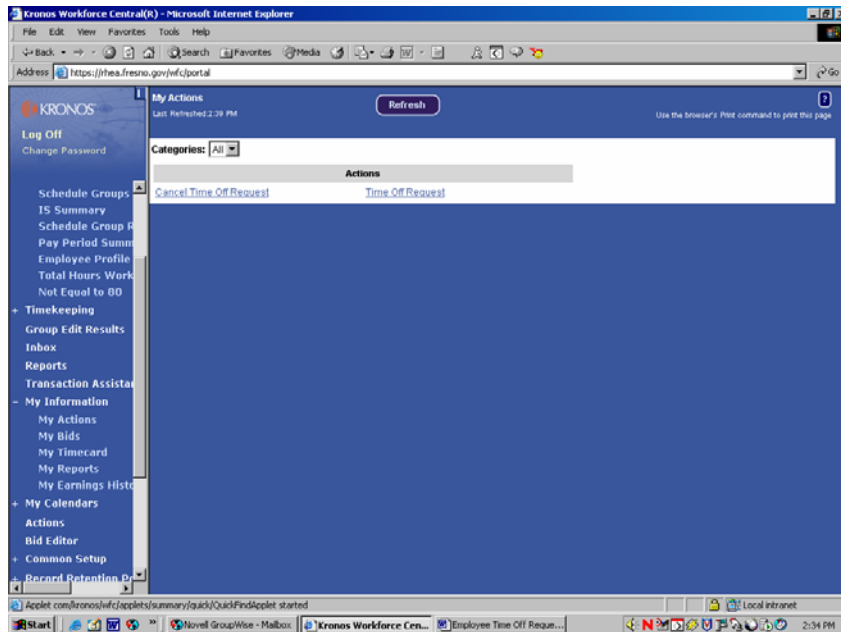 Kronos Workforce Central(R) - Microsoft Internet Explorer
File Edit View Favorites Tools Help
Back Search Favorites Media
Address https://rhea.fresno.gov/wfc/portal Go
KRONOS
Log Off
Change Password
My Actions
Last Refreshed:2:39 PM
Refresh
?
Use the browser's Print command to print this page
Categories: All
Actions
Cancel Time Off Request Time Off Request
Schedule Groups
IS Summary
Schedule Group R
Pay Period Summ
Employee Profile
Total Hours Work
Not Equal to 80
+ Timekeeping
Group Edit Results
Inbox
Reports
Transaction Assistan
- My Information
My Actions
My Bids
My Timecard
My Reports
My Earnings Histo
+ My Calendars
Actions
Bid Editor
+ Common Setup
+ Record Retention Po
Applet com/kronos/wfc/applets/summary/quick/QuickFindApplet started Local intranet
Start Novell GroupWise - Mailbox Kronos Workforce Cen... Employee Time Off Reque... 2:34 PM